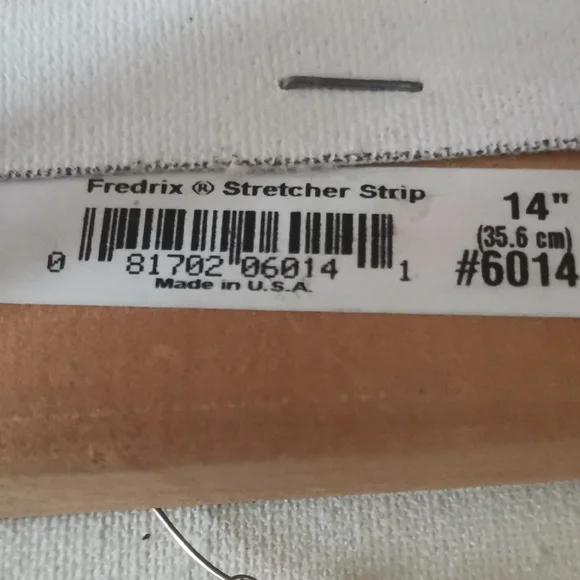 Fredrix ® Stretcher Strip
0 81702 06014 1
Made in U.S.A.
14"
(35.6 cm)
#6014